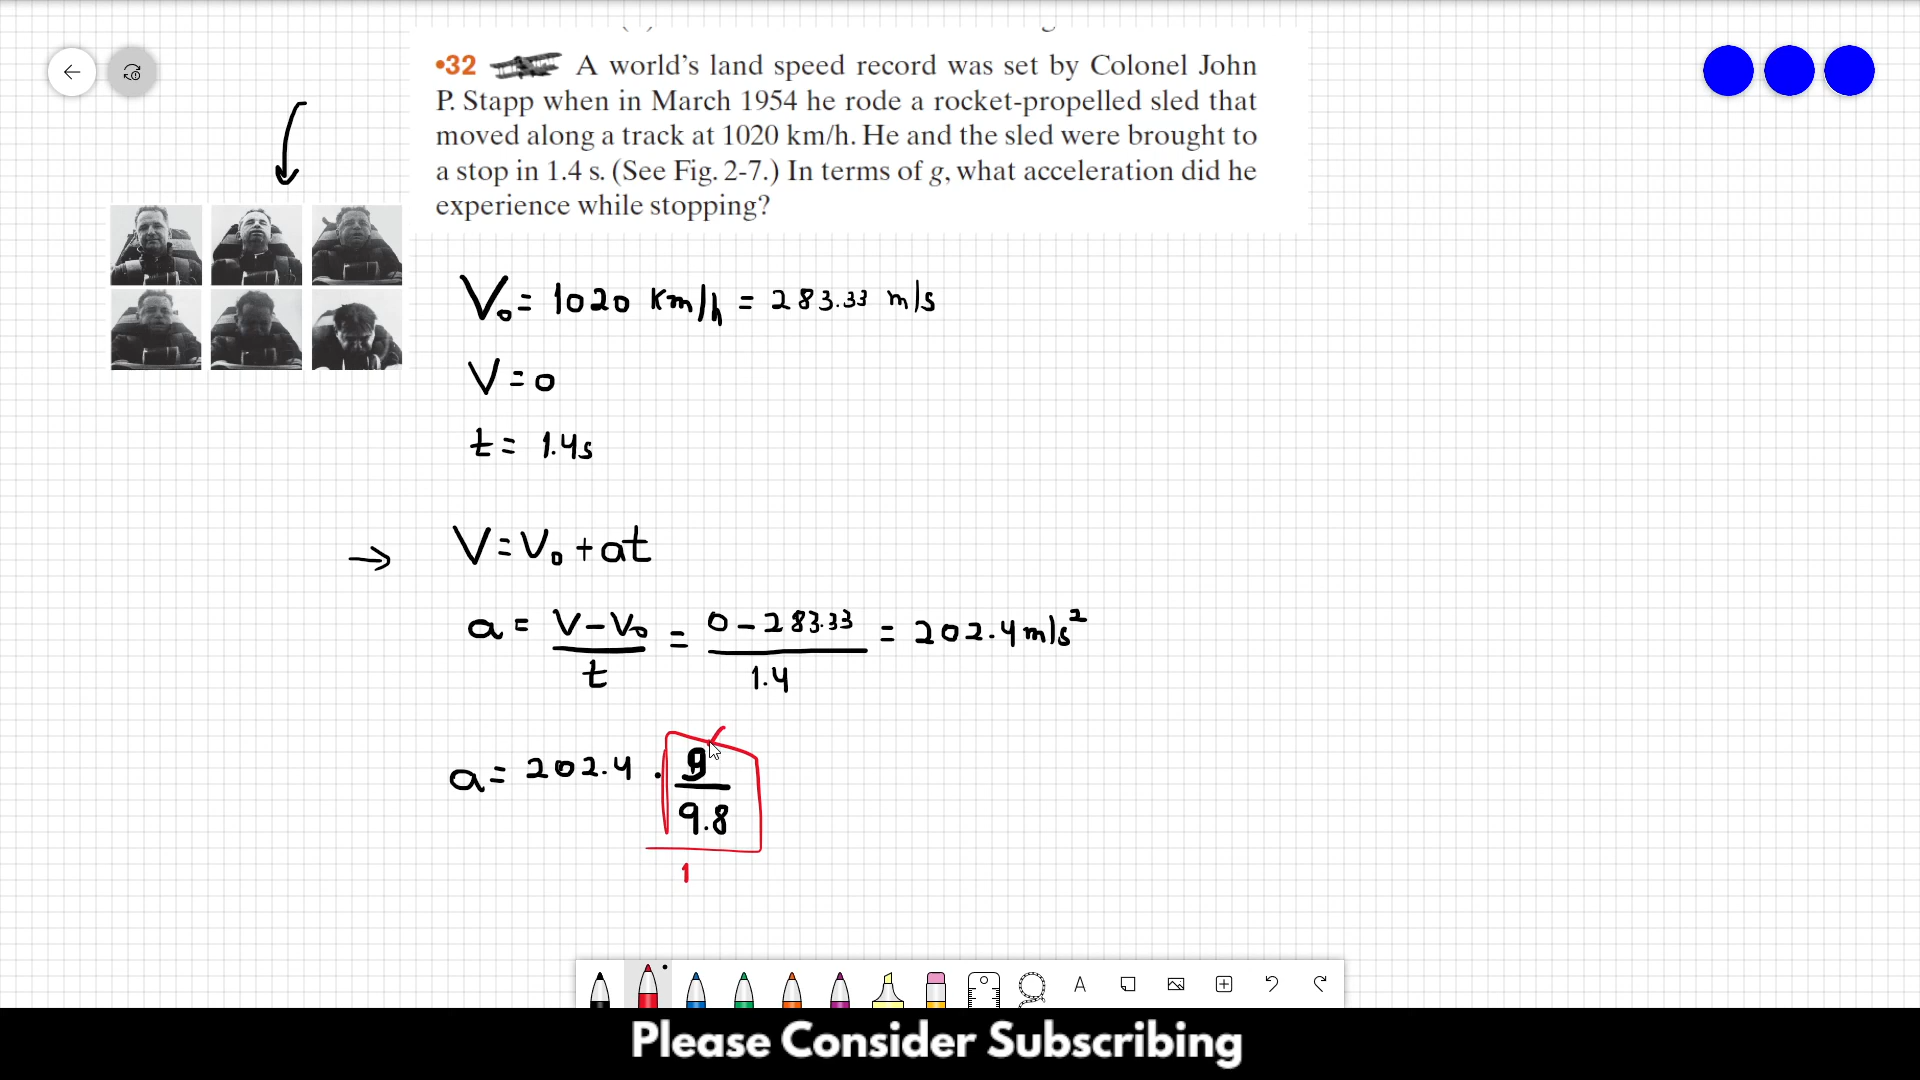 •32 A world's land speed record was set by Colonel John
P. Stapp when in March 1954 he rode a rocket-propelled sled that
moved along a track at 1020 km/h. He and the sled were brought to
a stop in 1.4 s. (See Fig. 2-7.) In terms of g, what acceleration did he
experience while stopping?
V₀ = 1020 Km/h = 283.33 m/s
V = 0
t = 1.4s
→ V = V₀ + at
a = (V - V₀)/t = (0 - 283.33)/1.4 = 202.4 m/s²
a = 202.4 · g/9.8
1
A
Please Consider Subscribing